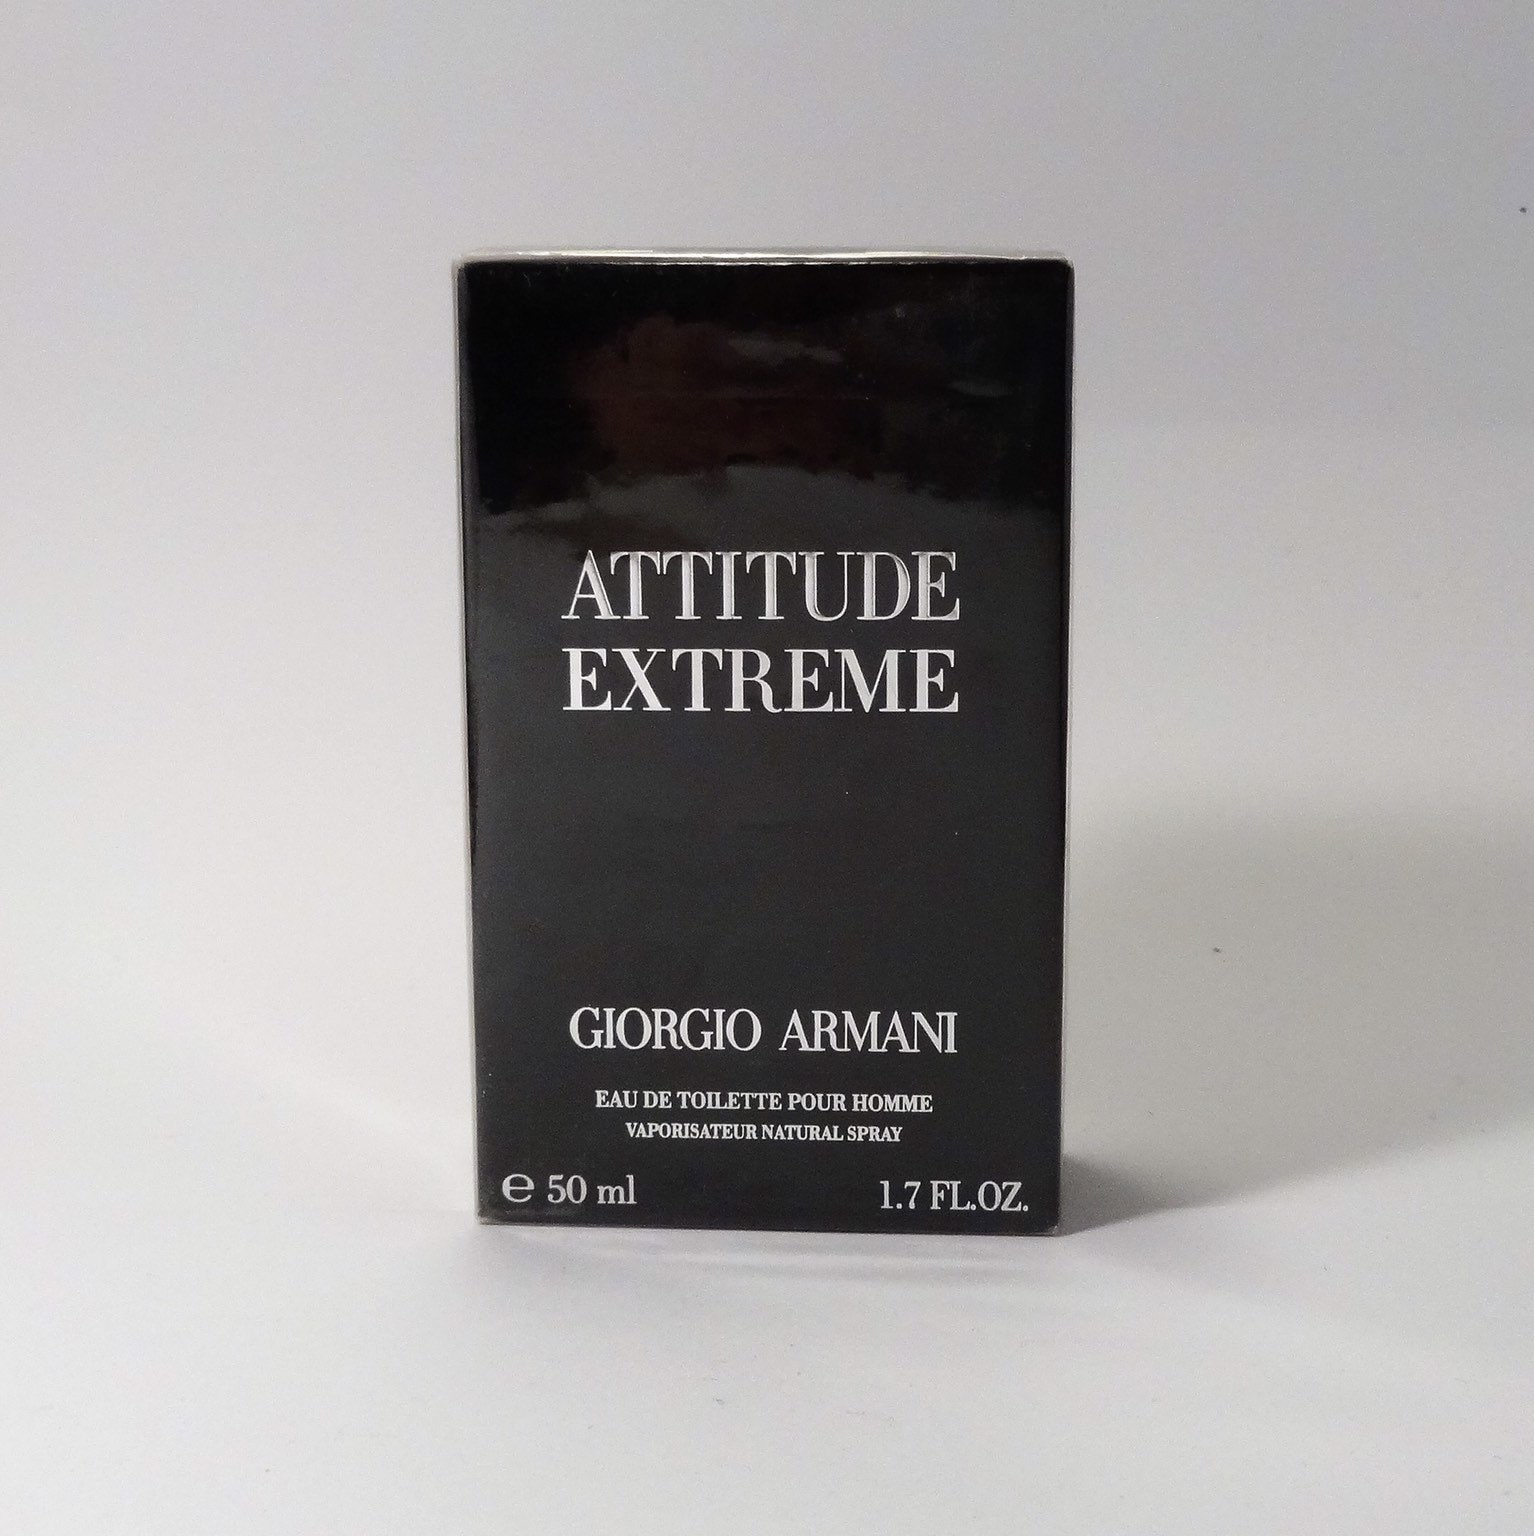 ATTITUDE
EXTREME
GIORGIO ARMANI
EAU DE TOILETTE POUR HOMME
VAPORISATEUR NATURAL SPRAY
℮ 50 ml 1.7 FL.OZ.